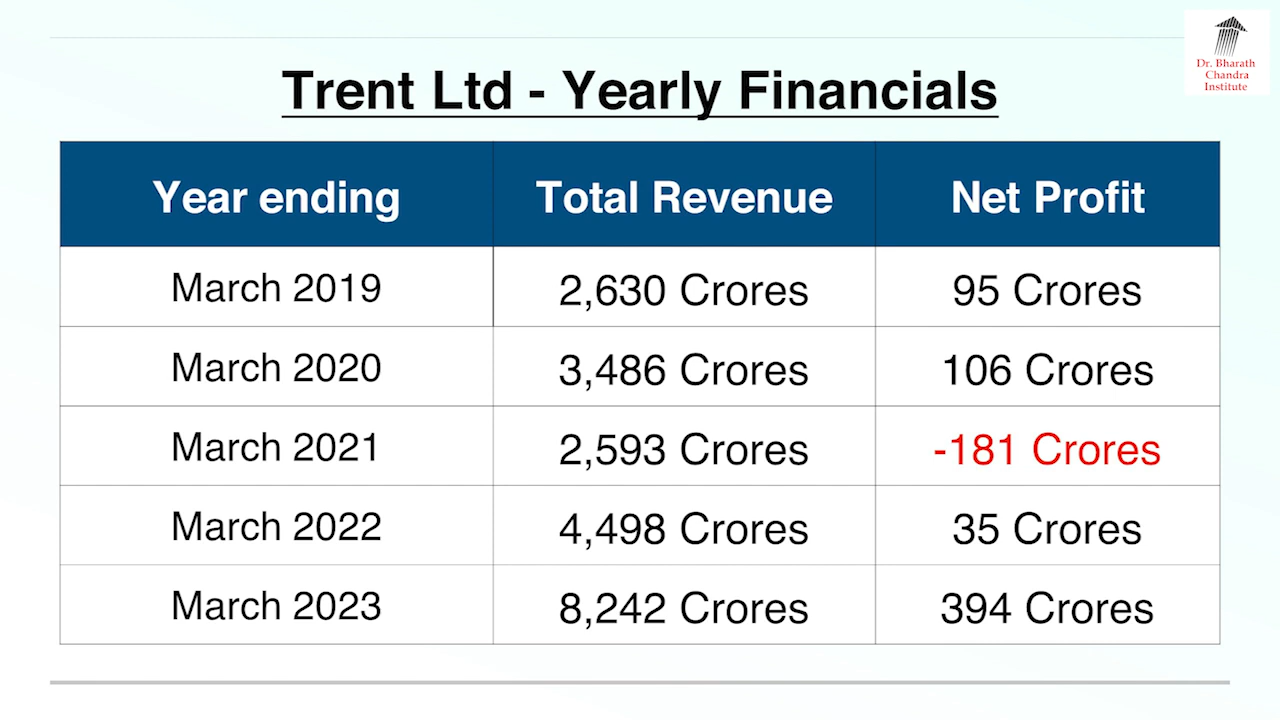 Dr. Bharath
Chandra
Institute
Trent Ltd - Yearly Financials
Year ending Total Revenue Net Profit
March 2019 2,630 Crores 95 Crores
March 2020 3,486 Crores 106 Crores
March 2021 2,593 Crores -181 Crores
March 2022 4,498 Crores 35 Crores
March 2023 8,242 Crores 394 Crores